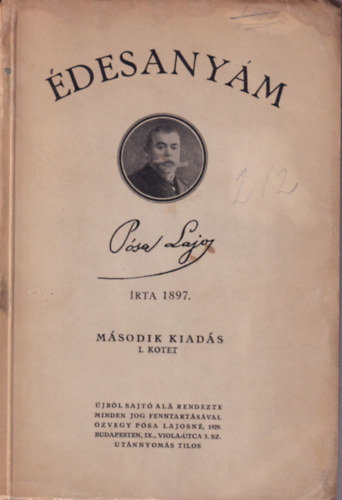 ÉDESANYÁM
212
Pósa Lajos
ÍRTA 1897.
MÁSODIK KIADÁS
I. KÖTET
ÚJBÓL SAJTÓ ALÁ RENDEZTE
MINDEN JOG FENNTARTÁSÁVAL
ÖZVEGY PÓSA LAJOSNÉ, 1929.
BUDAPESTEN, IX., VIOLA-UTCA 3. SZ.
UTÁNNYOMÁS TILOS